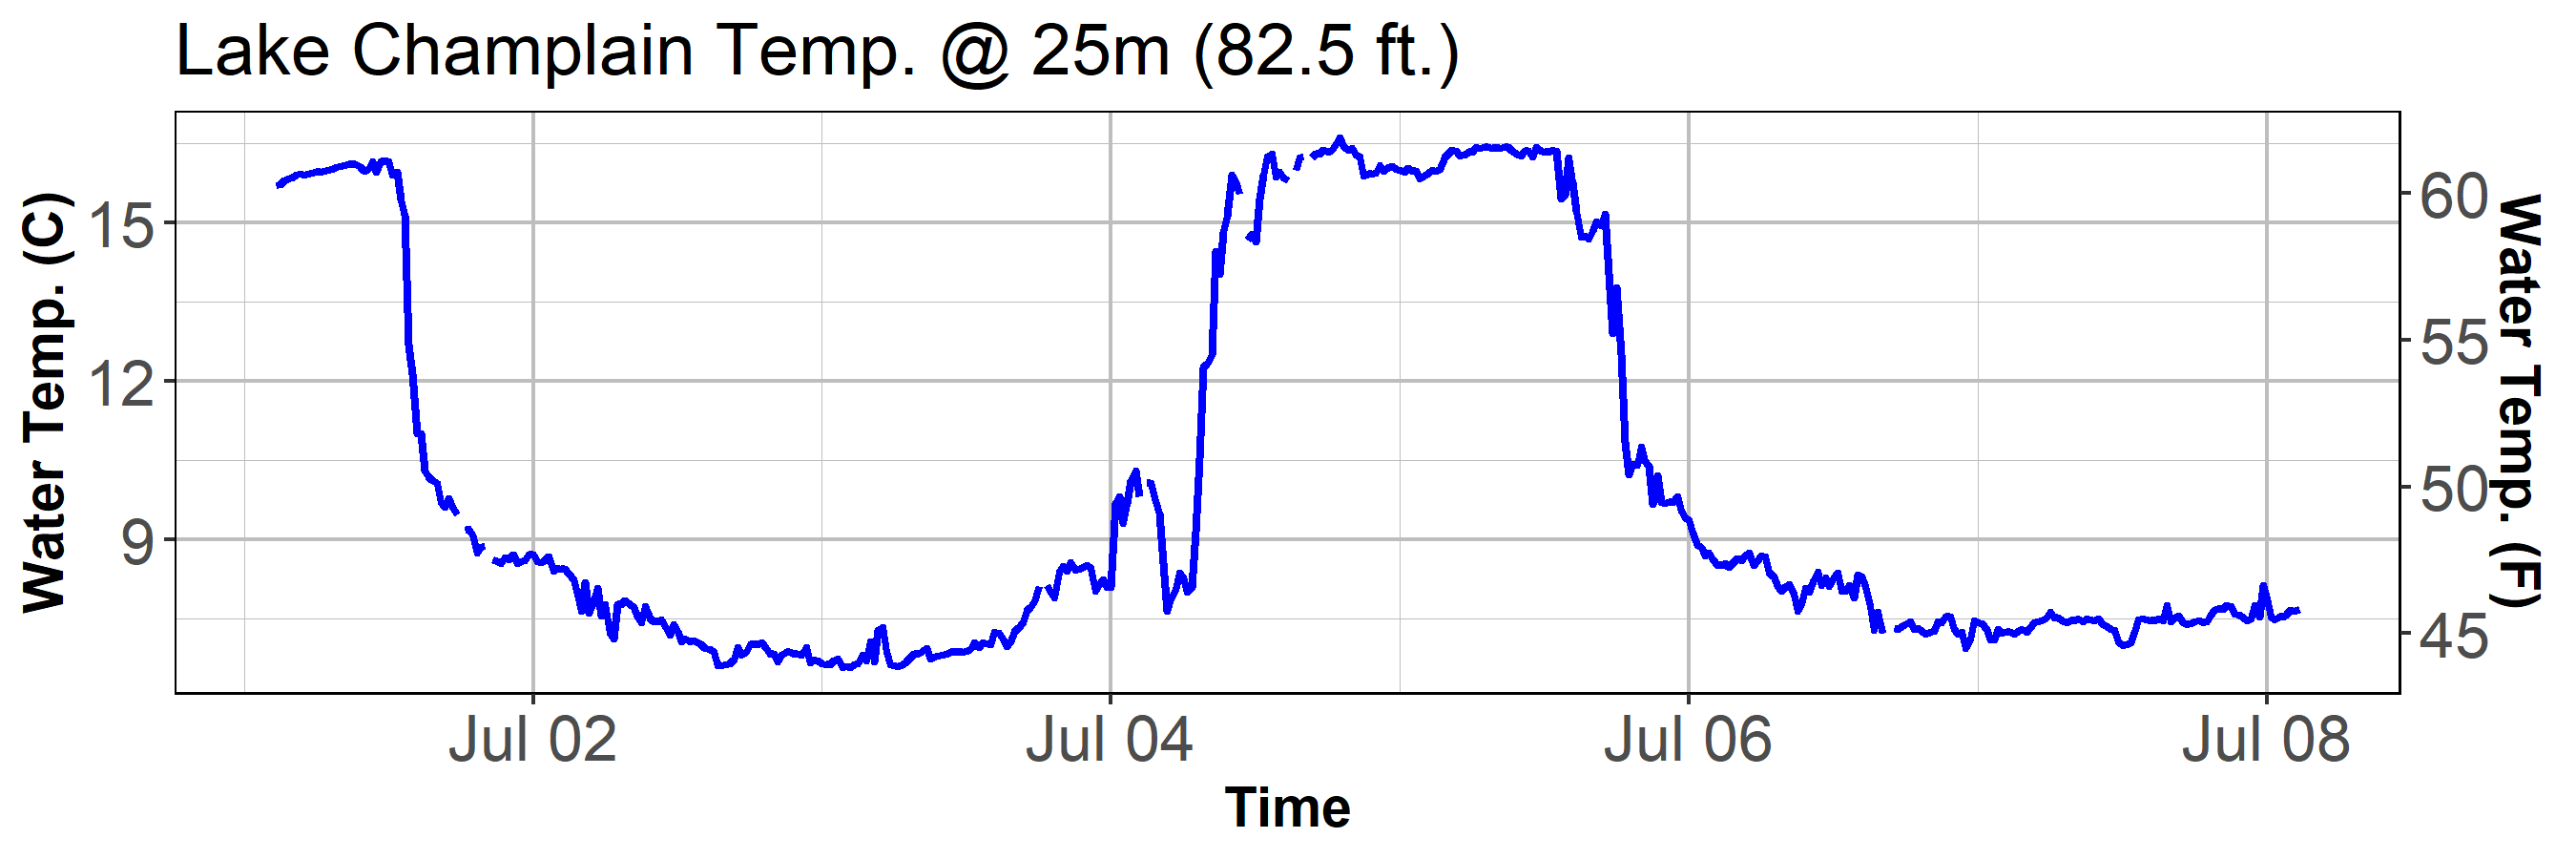 Lake Champlain Temp. @ 25m (82.5 ft.)
Water Temp. (C)
15
12
9
60
55
50
45
Water Temp. (F)
Jul 02
Jul 04
Jul 06
Jul 08
Time